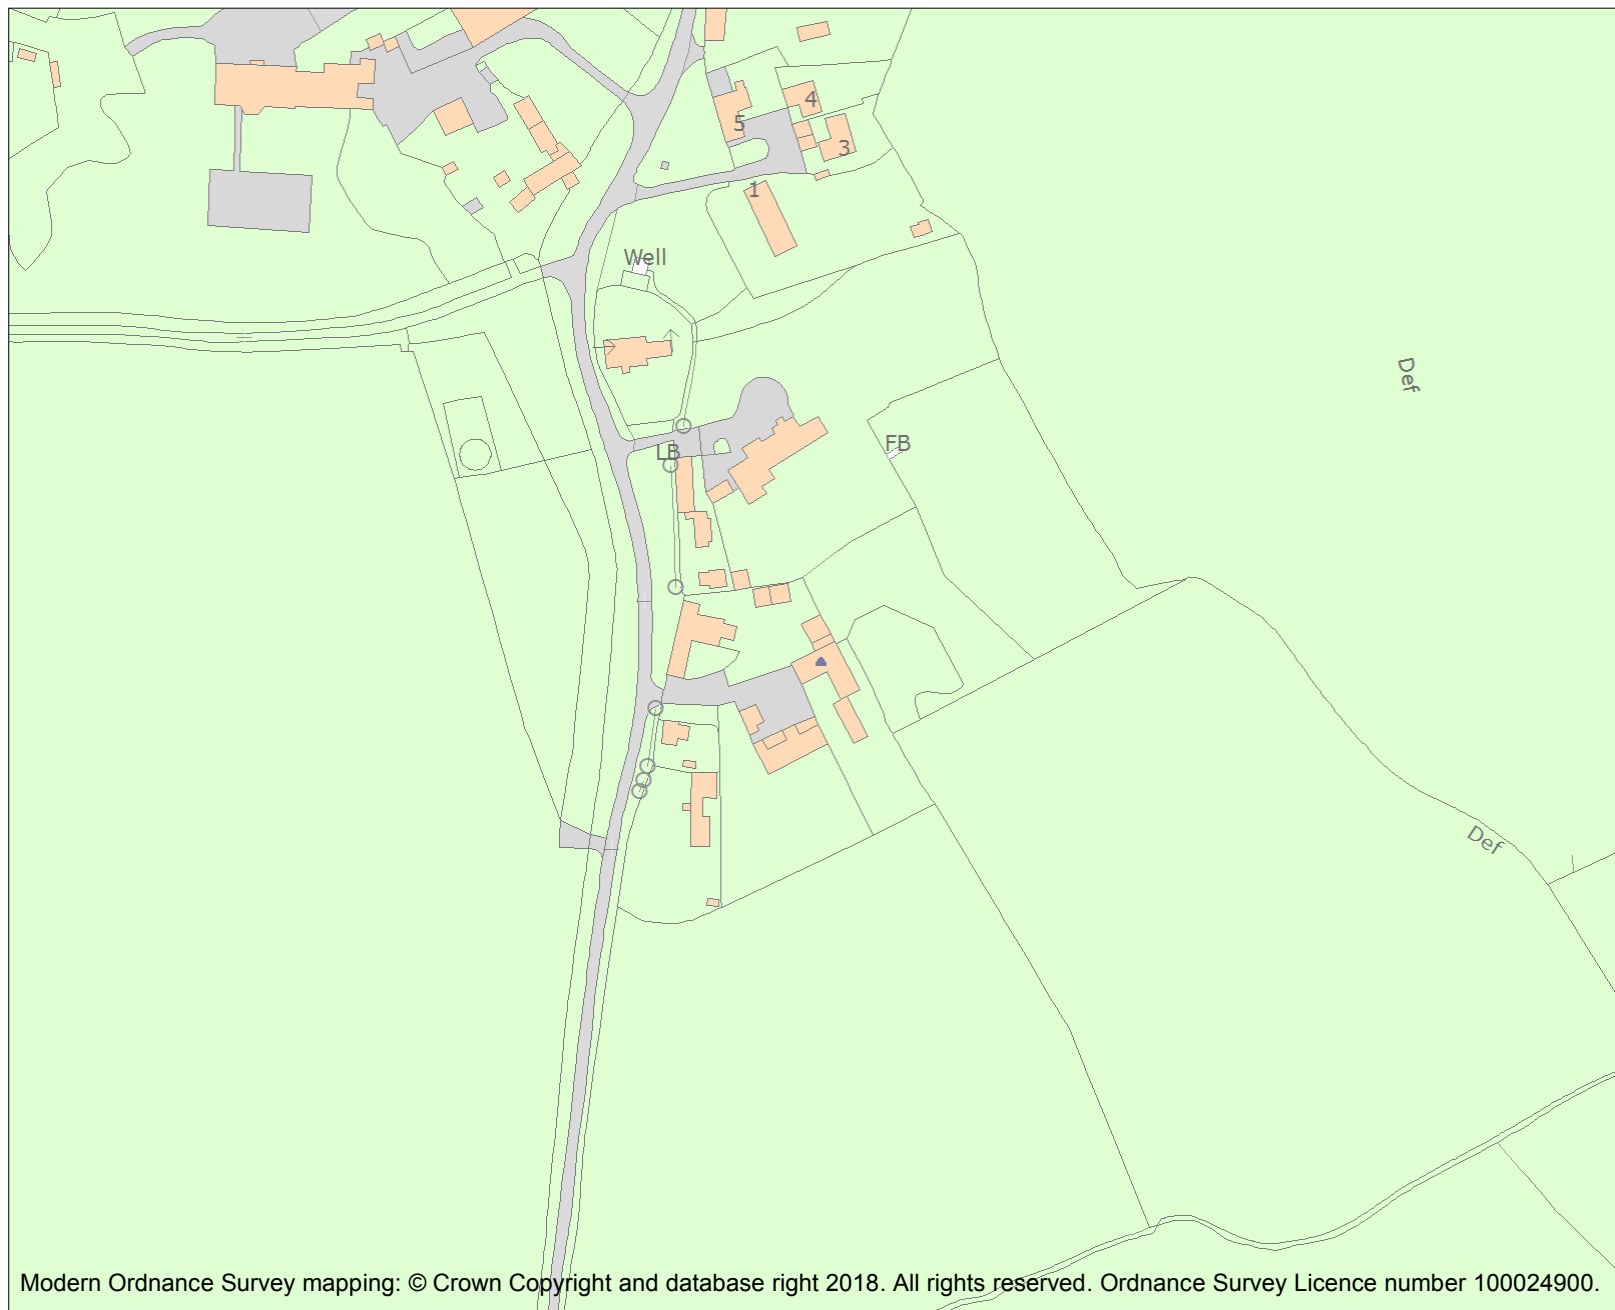 4
5
3
1
Well
Def
FB
LB
Def
Modern Ordnance Survey mapping: © Crown Copyright and database right 2018. All rights reserved. Ordnance Survey Licence number 100024900.